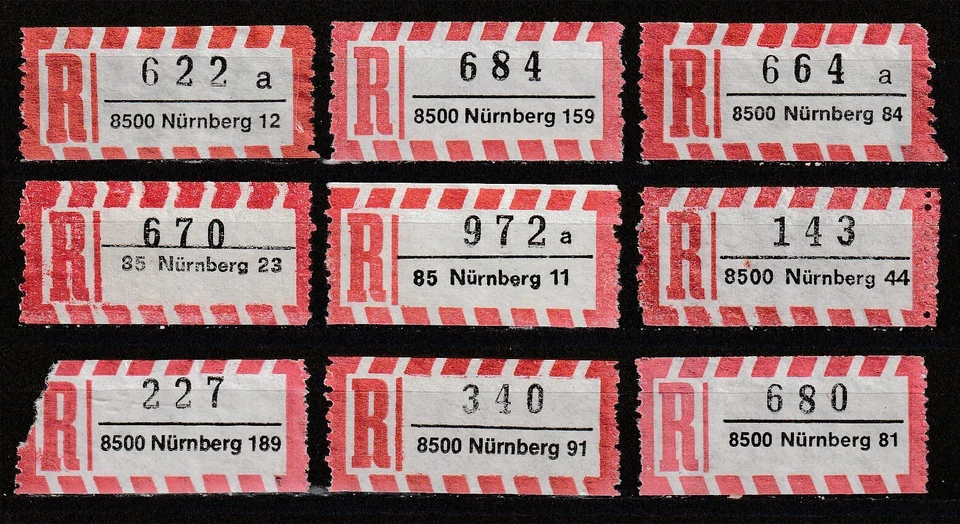 R 622 a
8500 Nürnberg 12
R 684
8500 Nürnberg 159
R 664 a
8500 Nürnberg 84
R 670
85 Nürnberg 23
R 972 a
85 Nürnberg 11
R 143
8500 Nürnberg 44
R 227
8500 Nürnberg 189
R 340
8500 Nürnberg 91
R 680
8500 Nürnberg 81